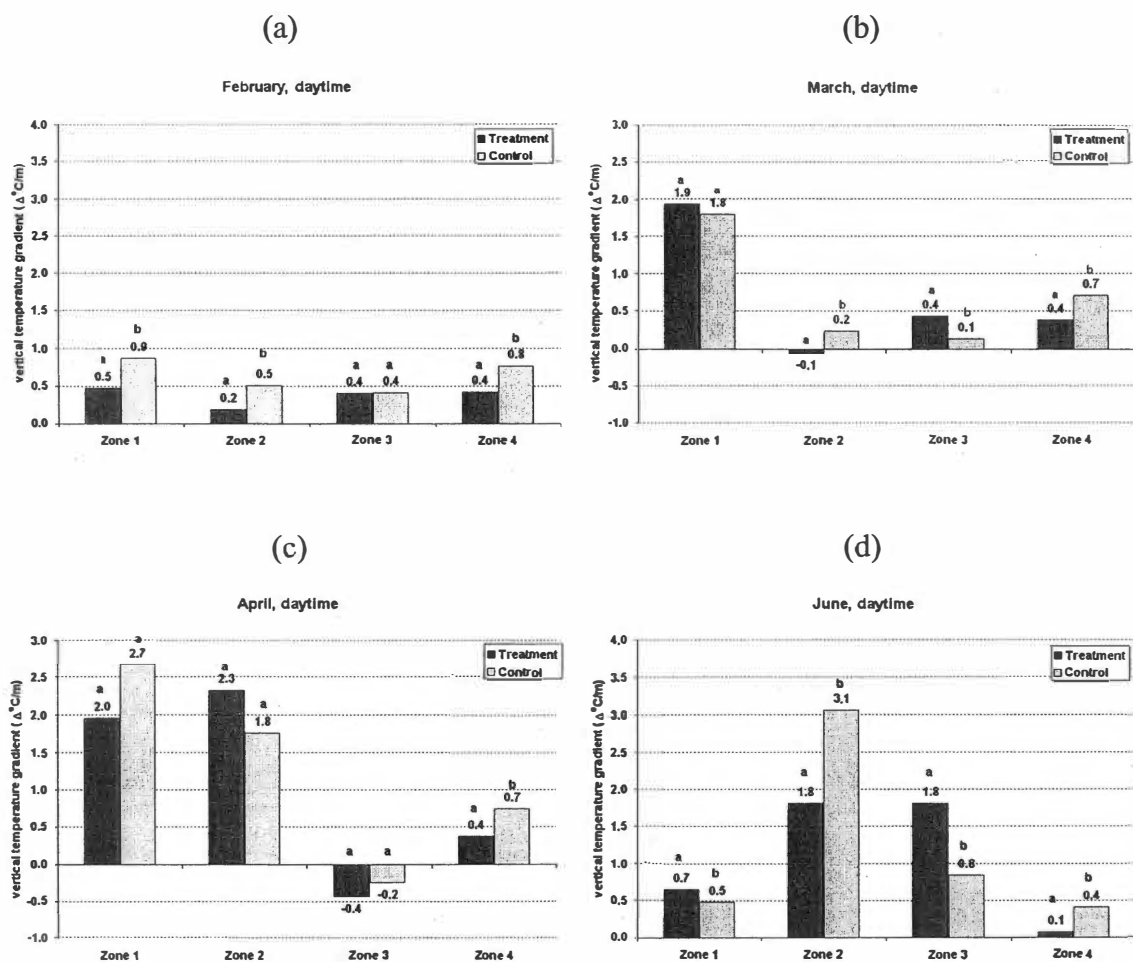 (a)
February, daytime
vertical temperature gradient (Δ°C/m)
4.0
3.5
3.0
2.5
2.0
1.5
1.0
0.5
0.0
Treatment
Control
a
0.5
b
0.9
a
0.2
b
0.5
a
0.4
a
0.4
a
0.4
b
0.8
Zone 1
Zone 2
Zone 3
Zone 4
(b)
March, daytime
vertical temperature gradient (Δ°C/m)
3.0
2.5
2.0
1.5
1.0
0.5
0.0
-0.5
-1.0
Treatment
Control
a
1.9
a
1.8
a
-0.1
b
0.2
a
0.4
b
0.1
a
0.4
b
0.7
Zone 1
Zone 2
Zone 3
Zone 4
(c)
April, daytime
vertical temperature gradient (Δ°C/m)
3.0
2.5
2.0
1.5
1.0
0.5
0.0
-0.5
-1.0
Treatment
Control
a
2.0
a
2.7
a
2.3
a
1.8
a
-0.4
a
-0.2
a
0.4
b
0.7
Zone 1
Zone 2
Zone 3
Zone 4
(d)
June, daytime
vertical temperature gradient (Δ°C/m)
4.0
3.5
3.0
2.5
2.0
1.5
1.0
0.5
0.0
Treatment
Control
a
0.7
b
0.5
a
1.8
b
3.1
a
1.8
b
0.8
a
0.1
b
0.4
Zone 1
Zone 2
Zone 3
Zone 4